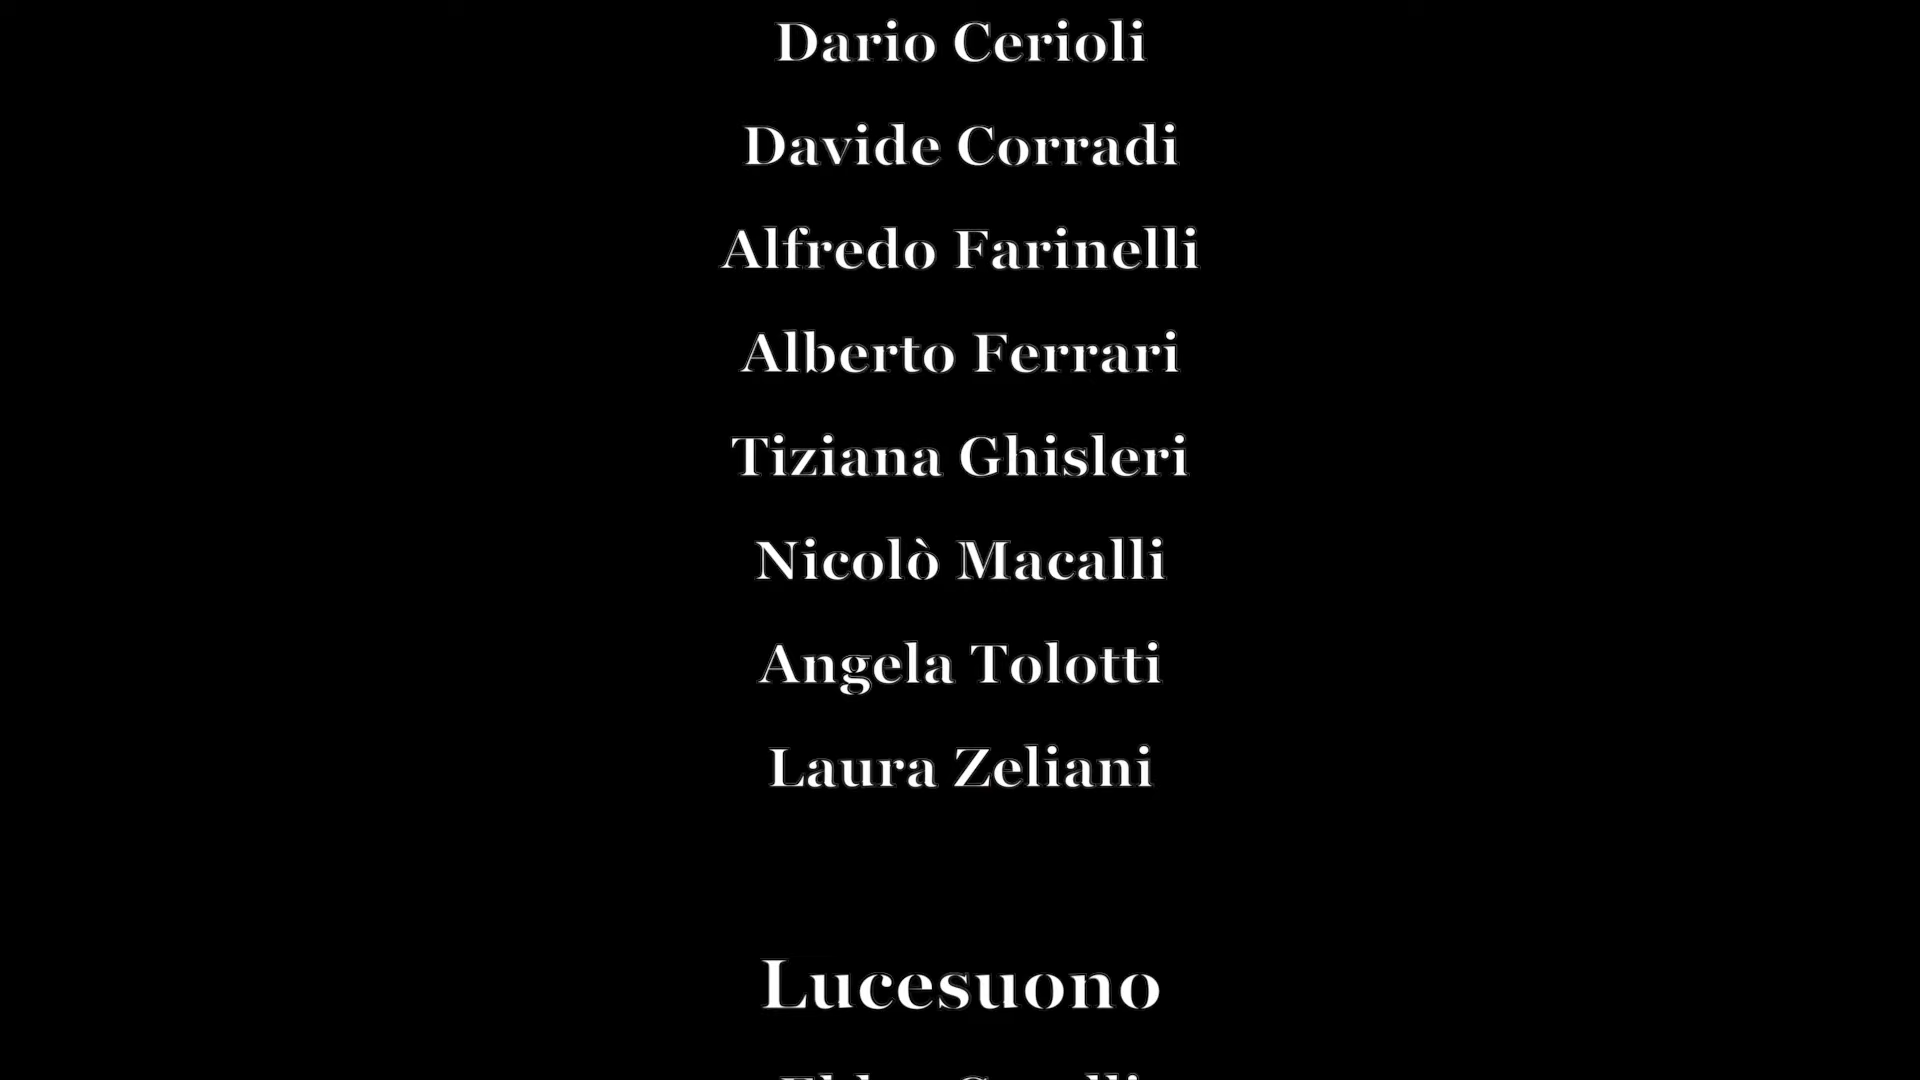 Dario Cerioli
Davide Corradi
Alfredo Farinelli
Alberto Ferrari
Tiziana Ghisleri
Nicolò Macalli
Angela Tolotti
Laura Zeliani
Lucesuono